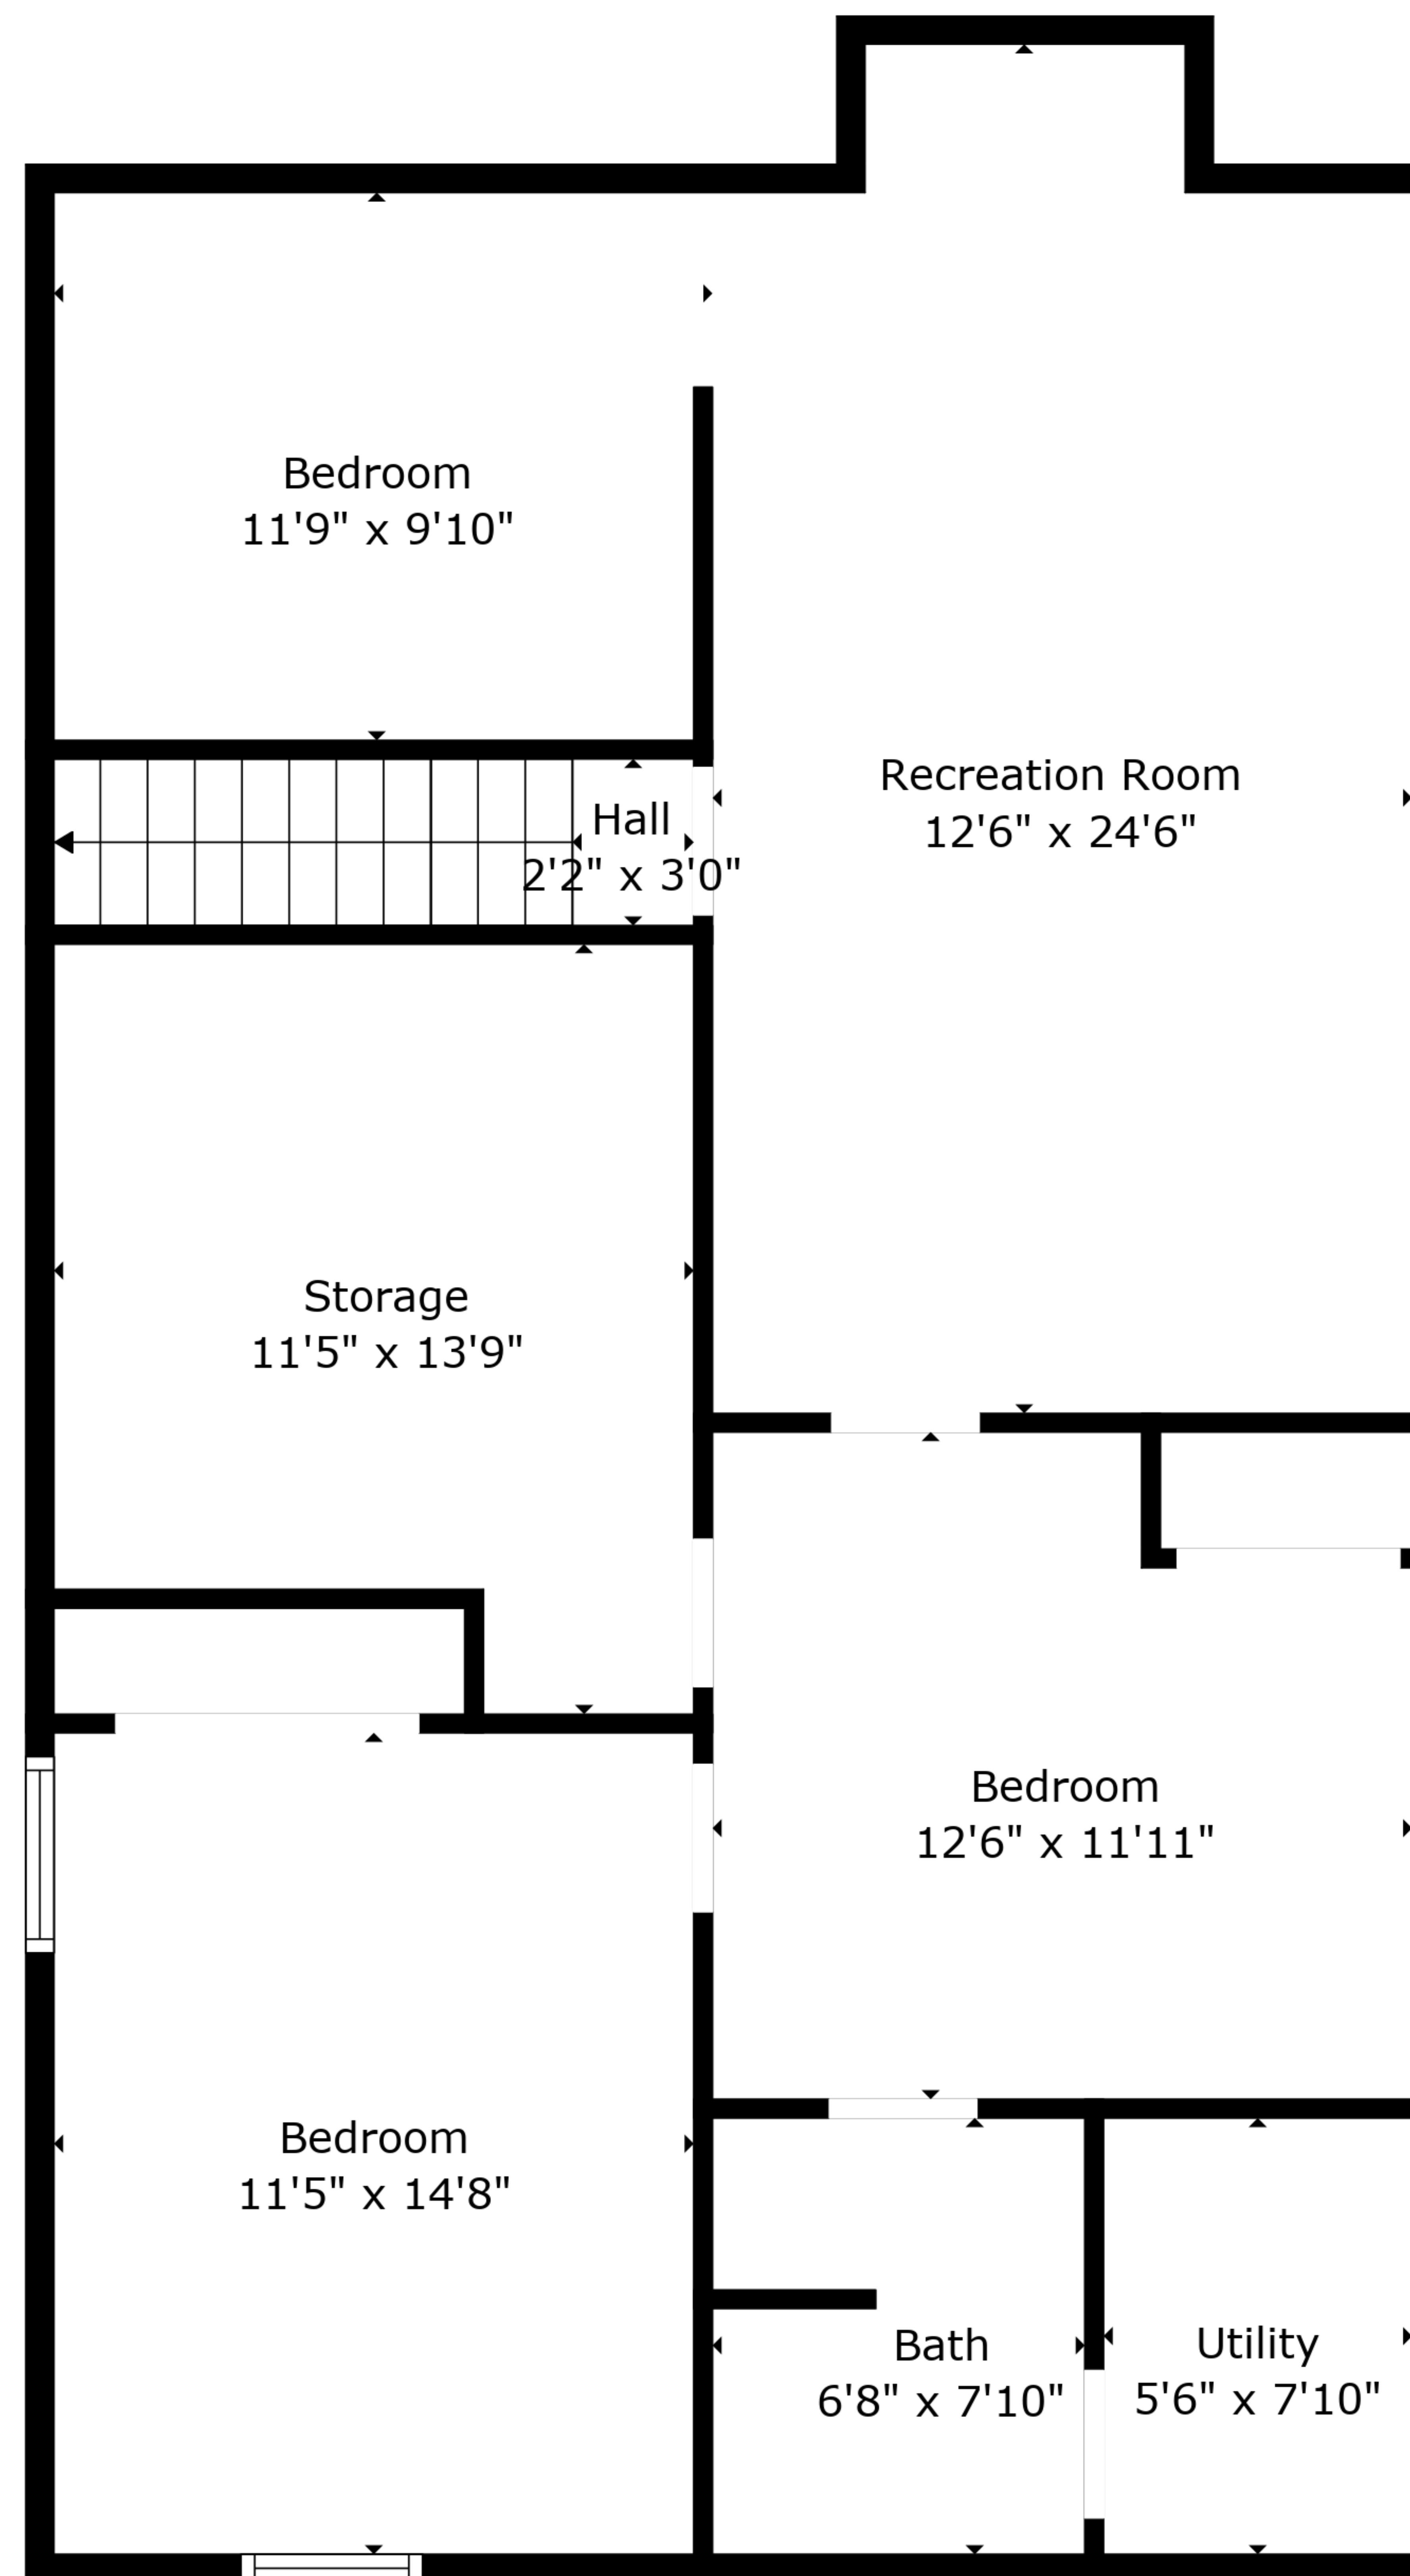 Bedroom
11'9" x 9'10"
Recreation Room
12'6" x 24'6"
Hall
2'2" x 3'0"
Storage
11'5" x 13'9"
Bedroom
12'6" x 11'11"
Bedroom
11'5" x 14'8"
Bath
6'8" x 7'10"
Utility
5'6" x 7'10"